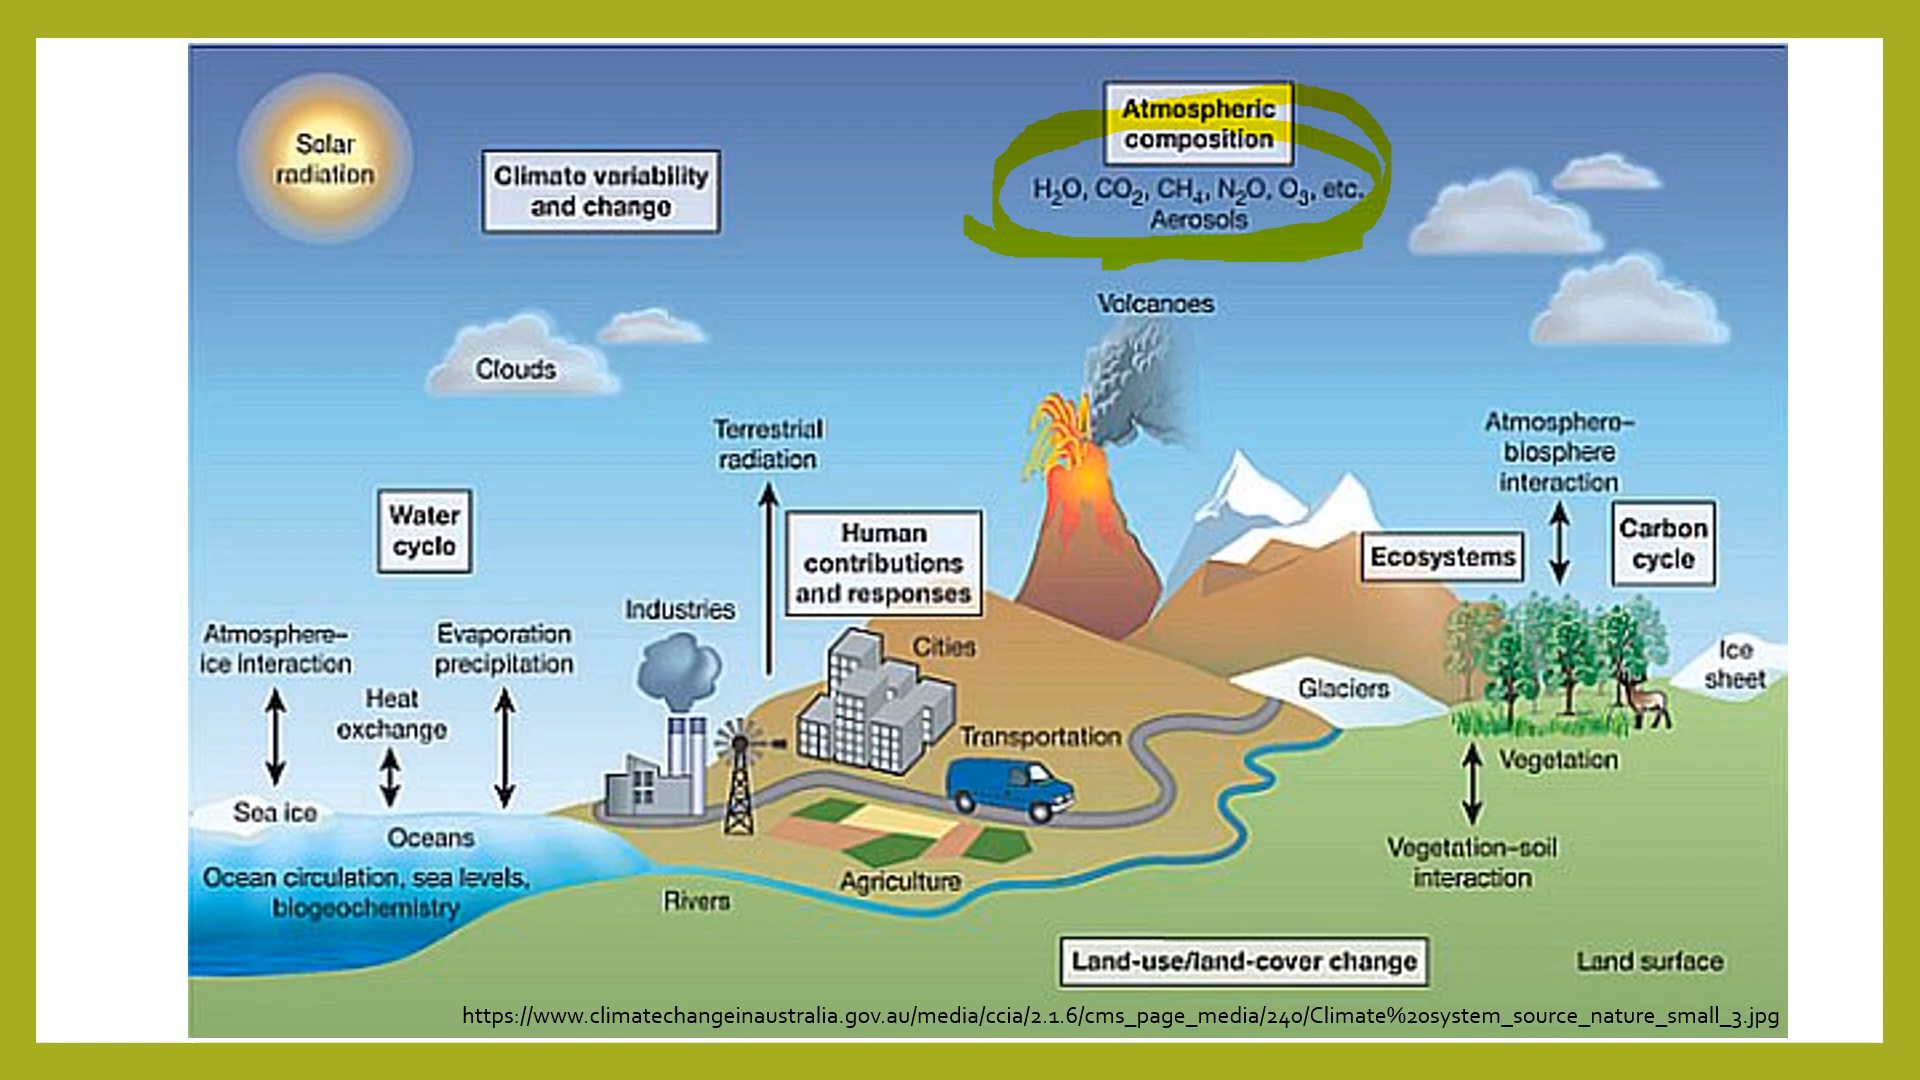 Solar
radiation
Climate variability
and change
Atmospheric
composition
H₂O, CO₂, CH₄, N₂O, O₃, etc.
Aerosols
Volcanoes
Clouds
Terrestrial
radiation
Atmosphere–
biosphere
interaction
Water
cycle
Human
contributions
and responses
Ecosystems
Carbon
cycle
Industries
Atmosphere–
ice interaction
Evaporation
precipitation
Heat
exchange
Cities
Glaciers
Ice
sheet
Transportation
Vegetation
Sea ice
Oceans
Ocean circulation, sea levels,
biogeochemistry
Rivers
Agriculture
Vegetation–soil
interaction
Land-use/land-cover change
Land surface
https://www.climatechangeinaustralia.gov.au/media/ccia/2.1.6/cms_page_media/240/Climate%20system_source_nature_small_3.jpg